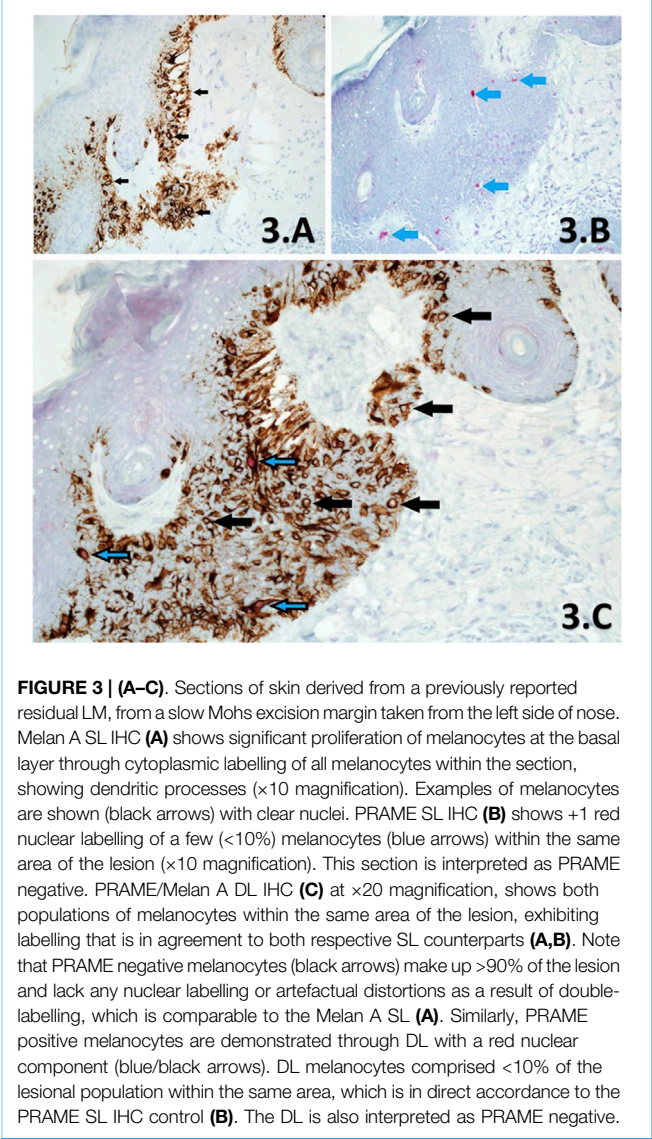 3.A
3.B
3.C
FIGURE 3 | (A–C). Sections of skin derived from a previously reported
residual LM, from a slow Mohs excision margin taken from the left side of nose.
Melan A SL IHC (A) shows significant proliferation of melanocytes at the basal
layer through cytoplasmic labelling of all melanocytes within the section,
showing dendritic processes (×10 magnification). Examples of melanocytes
are shown (black arrows) with clear nuclei. PRAME SL IHC (B) shows +1 red
nuclear labelling of a few (<10%) melanocytes (blue arrows) within the same
area of the lesion (×10 magnification). This section is interpreted as PRAME
negative. PRAME/Melan A DL IHC (C) at ×20 magnification, shows both
populations of melanocytes within the same area of the lesion, exhibiting
labelling that is in agreement to both respective SL counterparts (A,B). Note
that PRAME negative melanocytes (black arrows) make up >90% of the lesion
and lack any nuclear labelling or artefactual distortions as a result of double-
labelling, which is comparable to the Melan A SL (A). Similarly, PRAME
positive melanocytes are demonstrated through DL with a red nuclear
component (blue/black arrows). DL melanocytes comprised <10% of the
lesional population within the same area, which is in direct accordance to the
PRAME SL IHC control (B). The DL is also interpreted as PRAME negative.